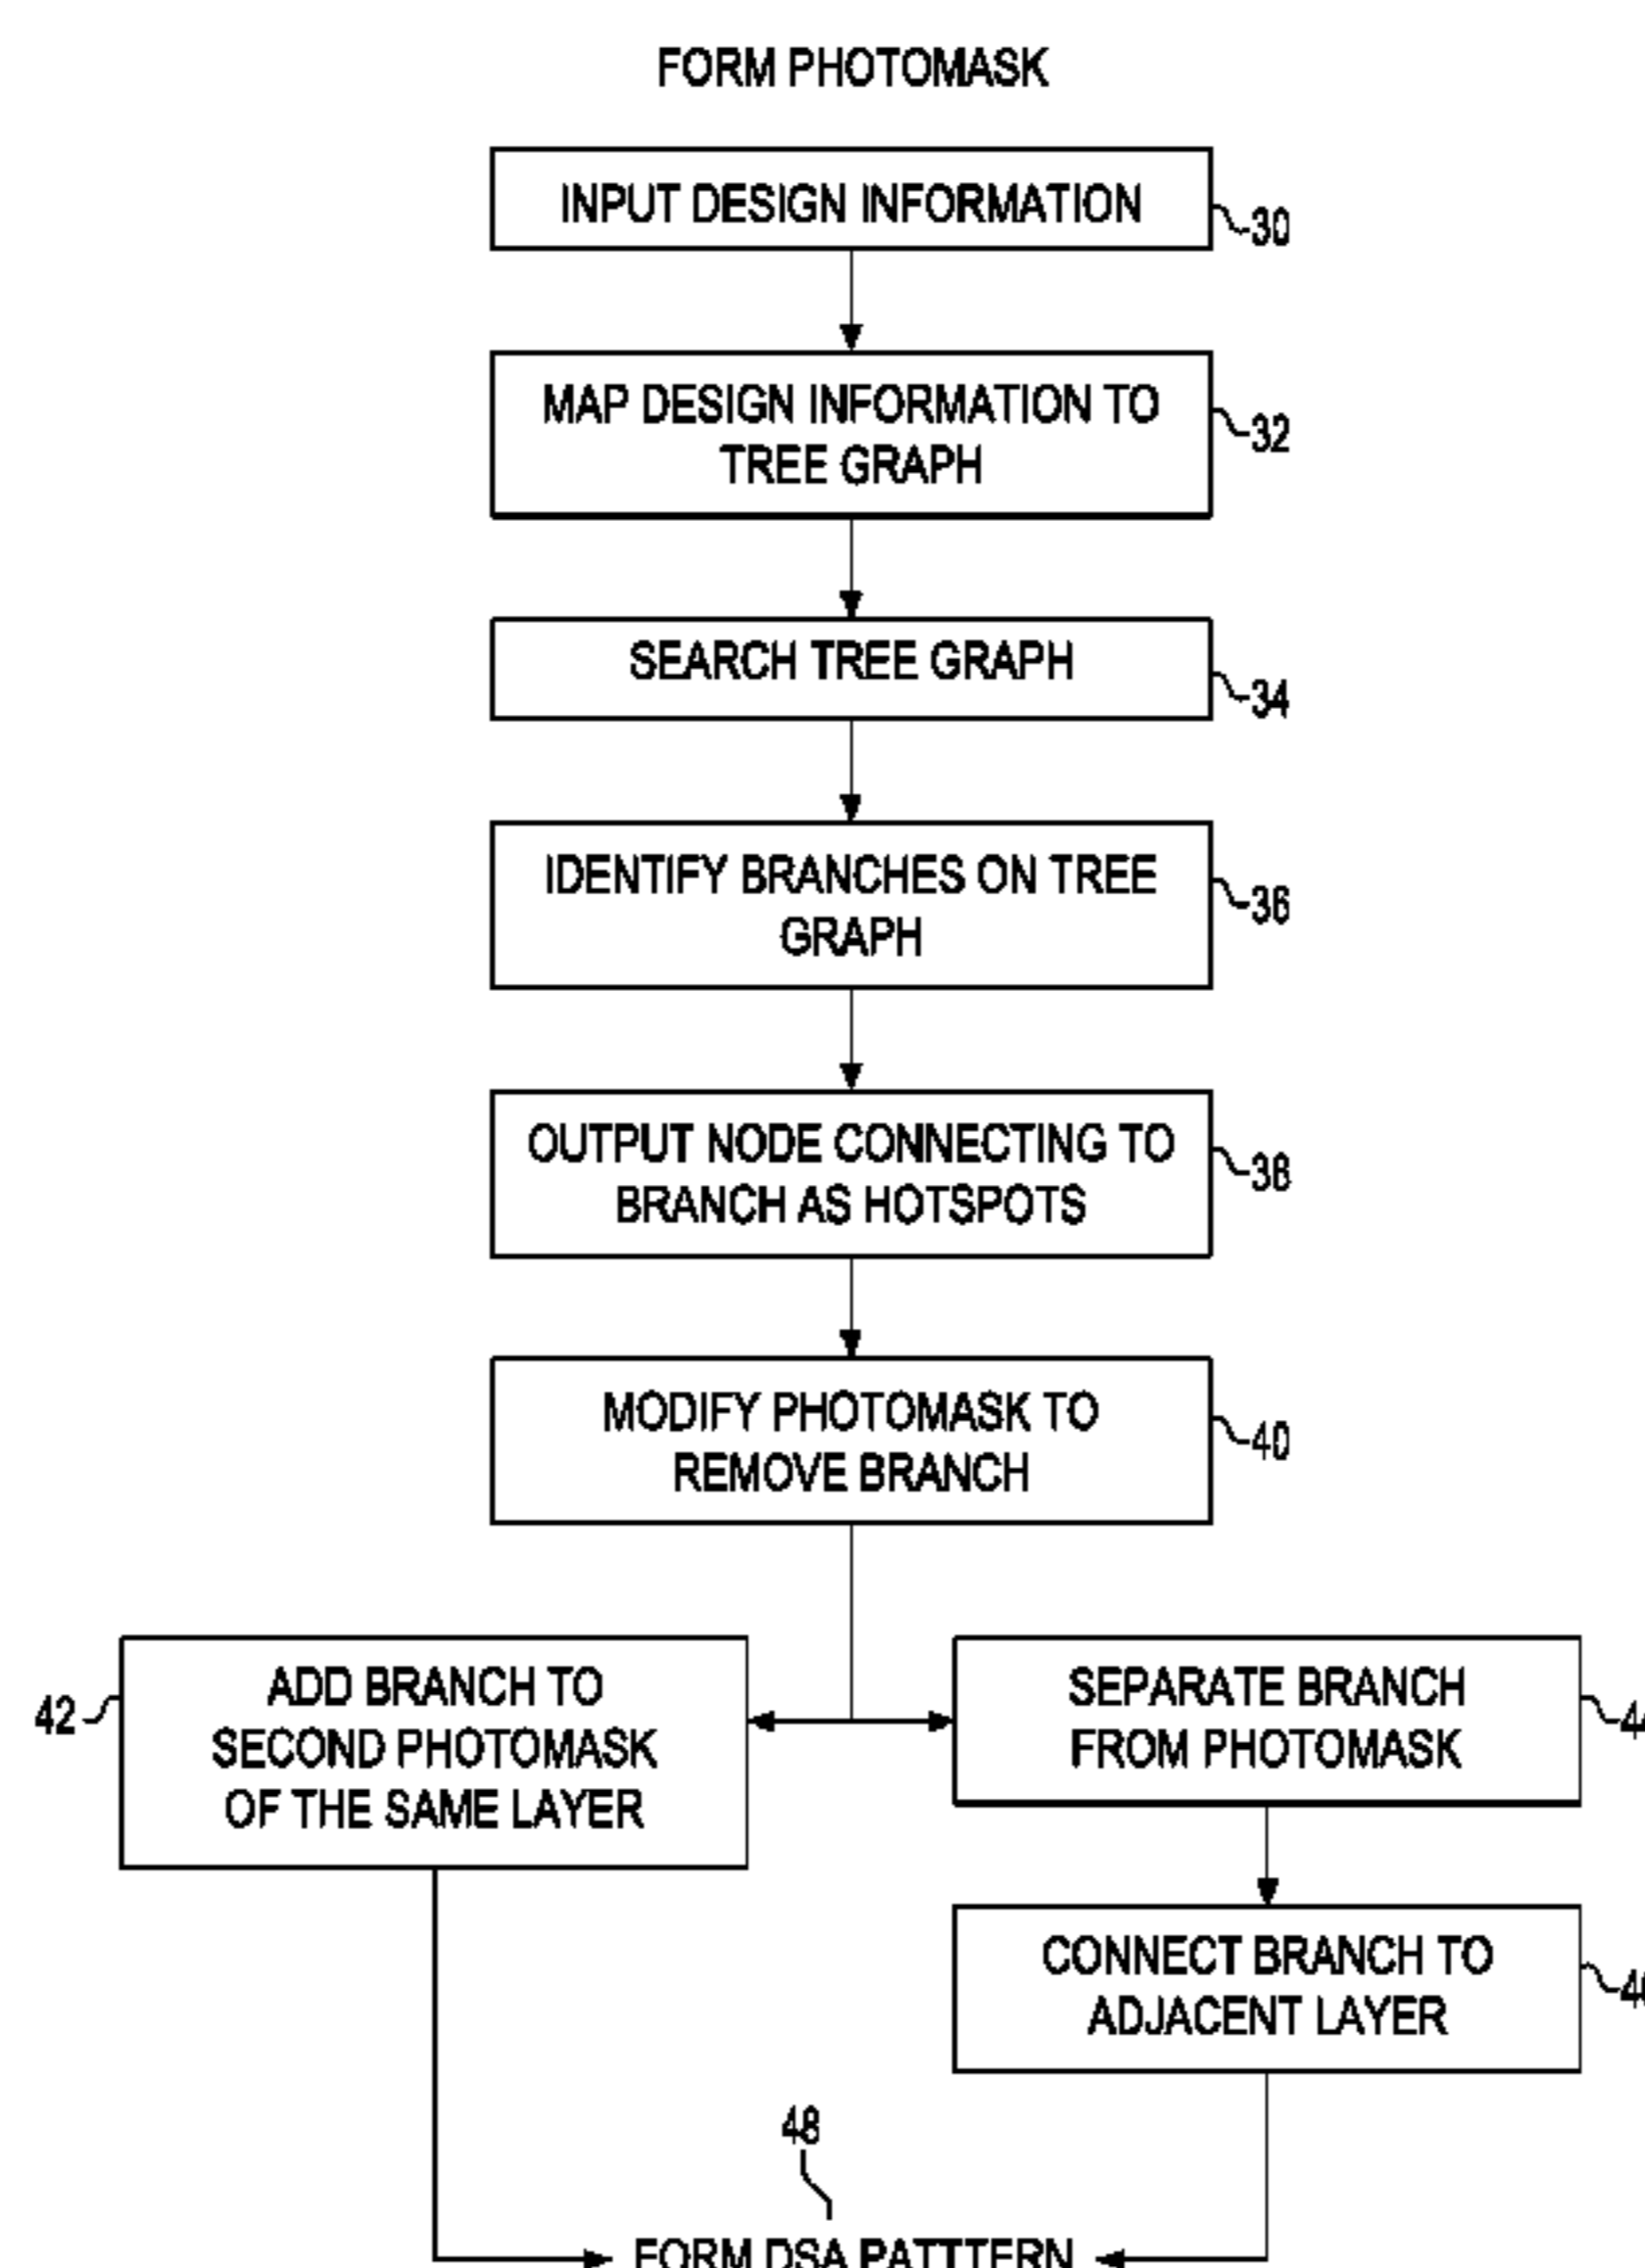 FORM PHOTOMASK
INPUT DESIGN INFORMATION
30
MAP DESIGN INFORMATION TO
TREE GRAPH
32
SEARCH TREE GRAPH
34
IDENTIFY BRANCHES ON TREE
GRAPH
36
OUTPUT NODE CONNECTING TO
BRANCH AS HOTSPOTS
38
MODIFY PHOTOMASK TO
REMOVE BRANCH
40
42
ADD BRANCH TO
SECOND PHOTOMASK
OF THE SAME LAYER
SEPARATE BRANCH
FROM PHOTOMASK
CONNECT BRANCH TO
ADJACENT LAYER
48
FORM DSA PATTTERN